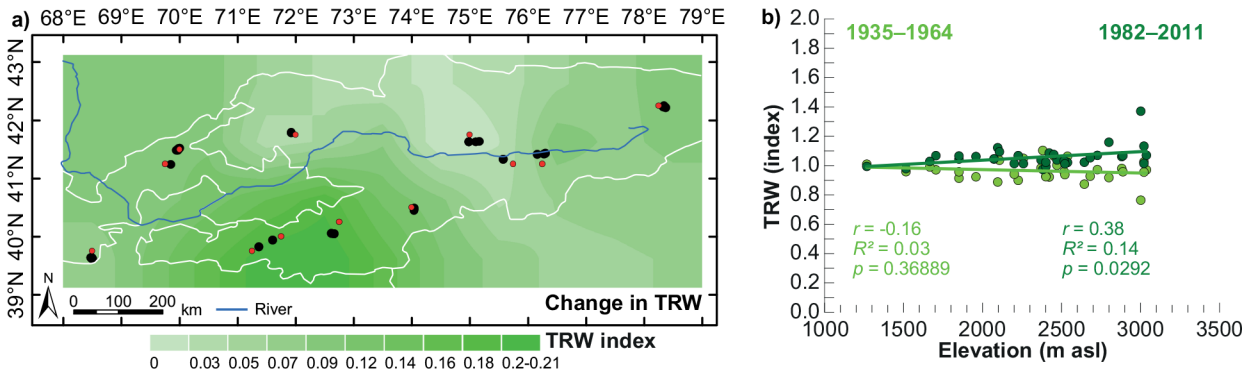 a) 68°E 69°E 70°E 71°E 72°E 73°E 74°E 75°E 76°E 77°E 78°E 79°E
43°N
42°N
41°N
40°N
39°N
N
0 100 200 km
River
Change in TRW
TRW index
0 0.03 0.05 0.07 0.09 0.12 0.14 0.16 0.18 0.2-0.21
b)
TRW (index)
2.0
1.8
1.6
1.4
1.2
1.0
0.8
0.6
0.4
0.2
0.0
1935–1964
1982–2011
r = -0.16
R² = 0.03
p = 0.36889
r = 0.38
R² = 0.14
p = 0.0292
1000 1500 2000 2500 3000 3500
Elevation (m asl)